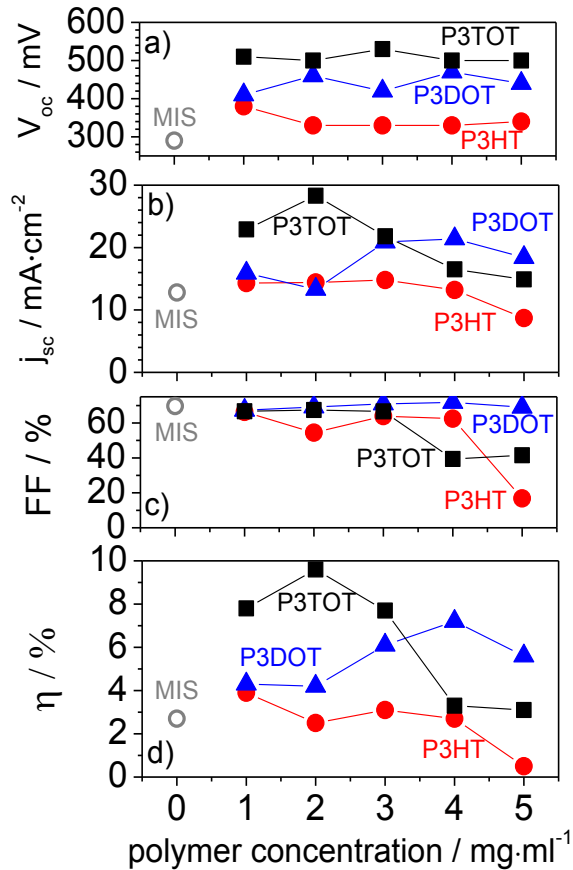 600
500
400
300
V_oc / mV
a)
P3TOT
P3DOT
P3HT
MIS
30
20
10
0
j_sc / mA·cm⁻²
b)
P3TOT
P3DOT
P3HT
MIS
60
40
20
0
FF / %
c)
MIS
P3DOT
P3TOT
P3HT
10
8
6
4
2
0
η / %
d)
P3TOT
P3DOT
MIS
P3HT
0 1 2 3 4 5
polymer concentration / mg·ml⁻¹